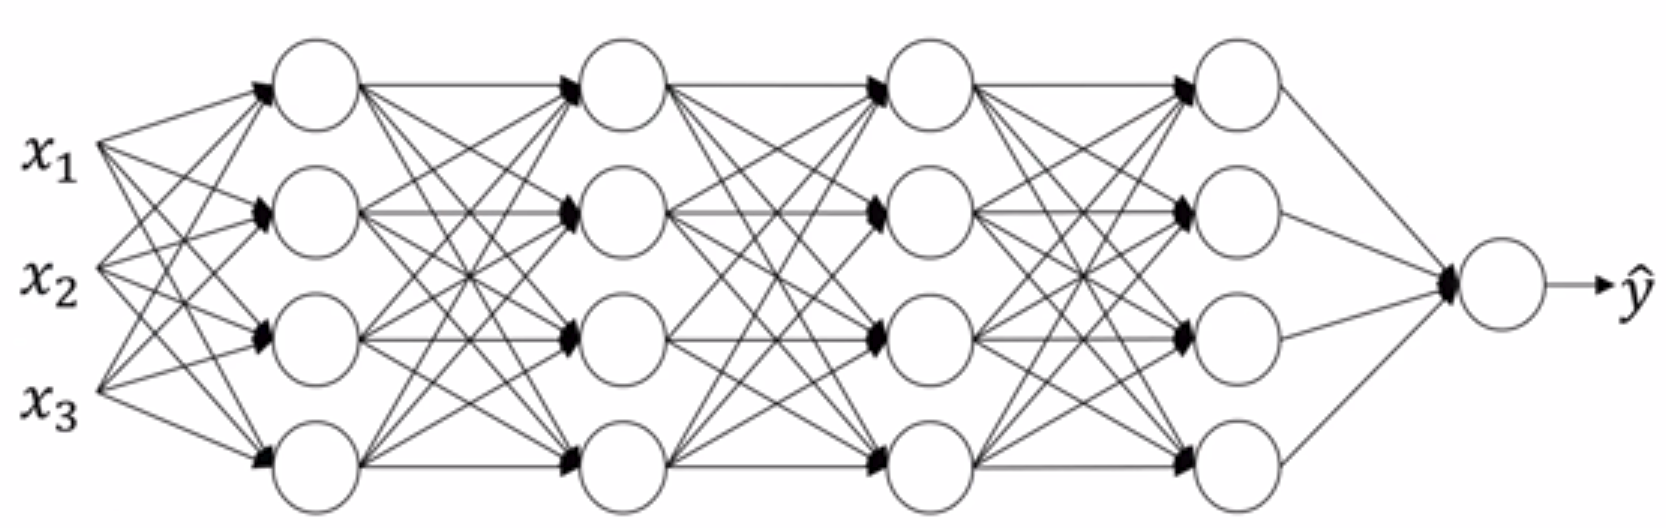 x₁
x₂
x₃
ŷ